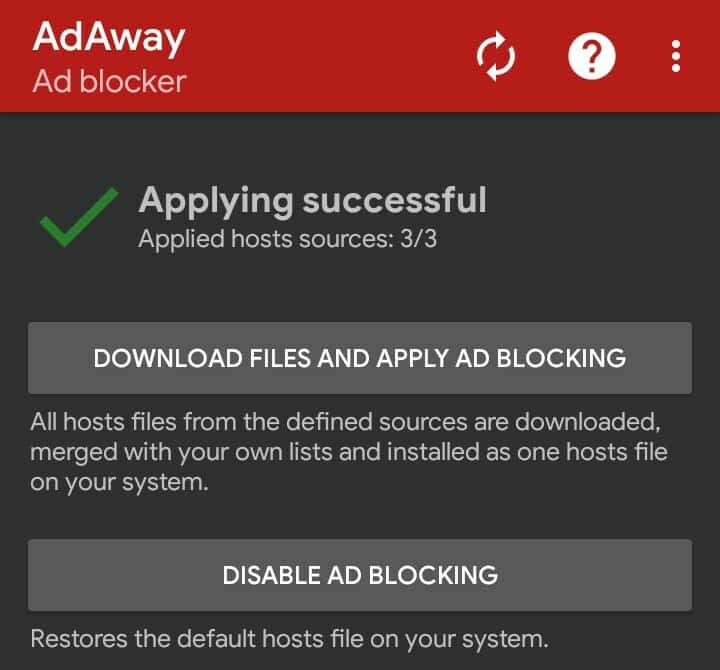 AdAway
Ad blocker
?
Applying successful
Applied hosts sources: 3/3
DOWNLOAD FILES AND APPLY AD BLOCKING
All hosts files from the defined sources are downloaded,
merged with your own lists and installed as one hosts file
on your system.
DISABLE AD BLOCKING
Restores the default hosts file on your system.